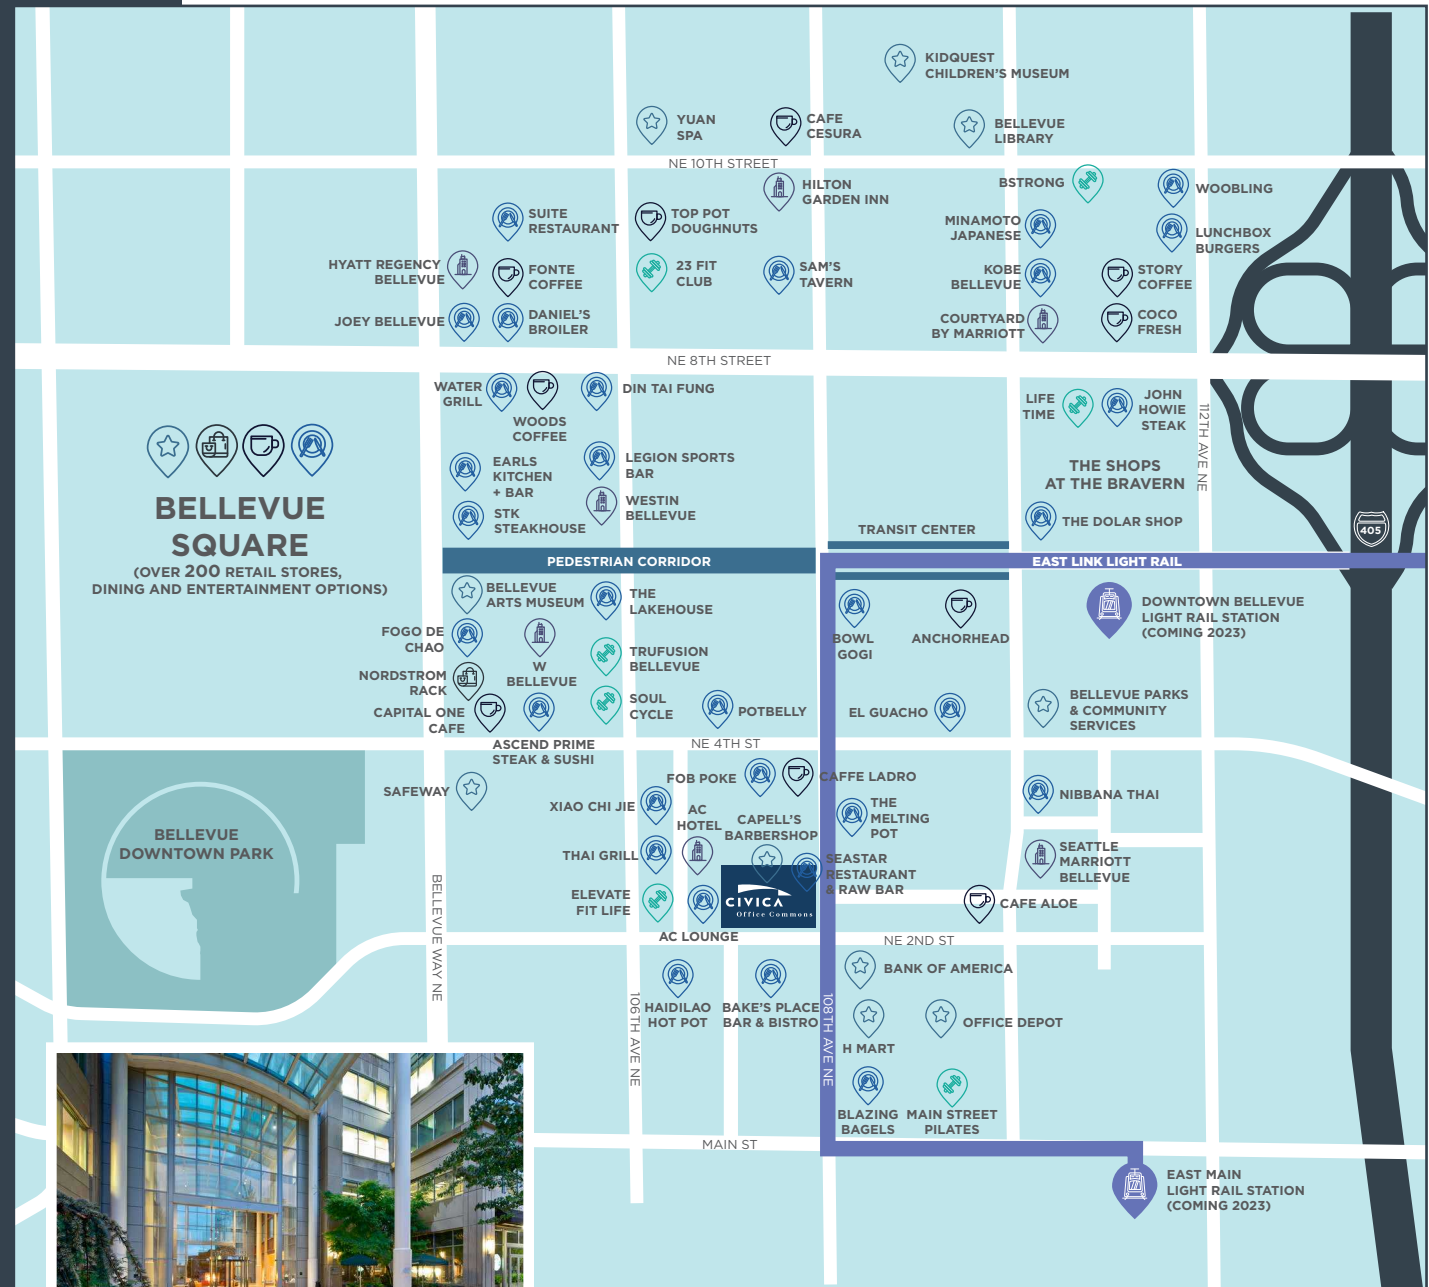 KIDQUEST
CHILDREN'S MUSEUM
YUAN
SPA
CAFE
CESURA
BELLEVUE
LIBRARY
NE 10TH STREET
HILTON
GARDEN INN
BSTRONG
WOOBLING
SUITE
RESTAURANT
TOP POT
DOUGHNUTS
MINAMOTO
JAPANESE
LUNCHBOX
BURGERS
HYATT REGENCY
BELLEVUE
FONTE
COFFEE
23 FIT
CLUB
SAM'S
TAVERN
KOBE
BELLEVUE
STORY
COFFEE
JOEY BELLEVUE
DANIEL'S
BROILER
COURTYARD
BY MARRIOTT
COCO
FRESH
NE 8TH STREET
WATER
GRILL
WOODS
COFFEE
DIN TAI FUNG
LIFE
TIME
JOHN
HOWIE
STEAK
112TH AVE NE
EARLS
KITCHEN
+ BAR
LEGION SPORTS
BAR
THE SHOPS
AT THE BRAVERN
BELLEVUE
SQUARE
(OVER 200 RETAIL STORES,
DINING AND ENTERTAINMENT OPTIONS)
STK
STEAKHOUSE
WESTIN
BELLEVUE
THE DOLAR SHOP
TRANSIT CENTER
405
PEDESTRIAN CORRIDOR
EAST LINK LIGHT RAIL
BELLEVUE
ARTS MUSEUM
THE
LAKEHOUSE
BOWL
GOGI
ANCHORHEAD
DOWNTOWN BELLEVUE
LIGHT RAIL STATION
(COMING 2023)
FOGO DE
CHAO
W
BELLEVUE
TRUFUSION
BELLEVUE
NORDSTROM
RACK
CAPITAL ONE
CAFE
SOUL
CYCLE
POTBELLY
EL GUACHO
BELLEVUE PARKS
& COMMUNITY
SERVICES
ASCEND PRIME
STEAK & SUSHI
NE 4TH ST
SAFEWAY
FOB POKE
CAFFE LADRO
XIAO CHI JIE
AC
HOTEL
CAPELL'S
BARBERSHOP
THE
MELTING
POT
NIBBANA THAI
BELLEVUE
DOWNTOWN PARK
THAI GRILL
SEASTAR
RESTAURANT
& RAW BAR
SEATTLE
MARRIOTT
BELLEVUE
ELEVATE
FIT LIFE
CIVICA
Office Commons
CAFE ALOE
BELLEVUE WAY NE
AC LOUNGE
NE 2ND ST
BANK OF AMERICA
106TH AVE NE
HAIDILAO
HOT POT
BAKE'S PLACE
BAR & BISTRO
108TH AVE NE
H MART
OFFICE DEPOT
BLAZING
BAGELS
MAIN STREET
PILATES
MAIN ST
EAST MAIN
LIGHT RAIL STATION
(COMING 2023)